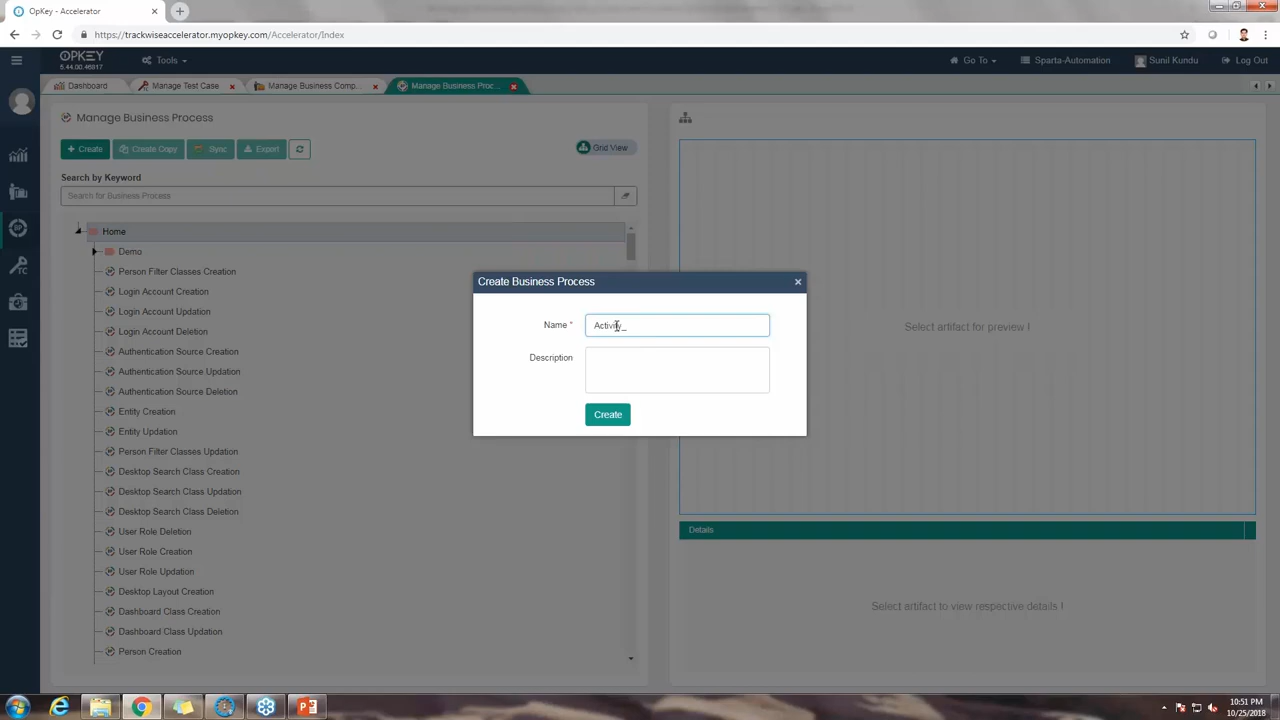 OpKey - Accelerator
https://trackwiseaccelerator.myopkey.com/Accelerator/Index
OPKEY
5.44.00.46817
Tools
Go To
Sparta-Automation
Sunil Kundu
Log Out
Dashboard
Manage Test Case
Manage Business Comp...
Manage Business Proc...
Manage Business Process
Create
Create Copy
Sync
Export
Grid View
Search by Keyword
Search for Business Process
Home
Demo
Person Filter Classes Creation
Login Account Creation
Login Account Updation
Login Account Deletion
Authentication Source Creation
Authentication Source Updation
Authentication Source Deletion
Entity Creation
Entity Updation
Person Filter Classes Updation
Desktop Search Class Creation
Desktop Search Class Updation
Desktop Search Class Deletion
User Role Deletion
User Role Creation
User Role Updation
Desktop Layout Creation
Dashboard Class Creation
Dashboard Class Updation
Person Creation
Create Business Process
Name *
Activity_
Description
Create
Select artifact for preview !
Details
Select artifact to view respective details !
10:51 PM
10/25/2018